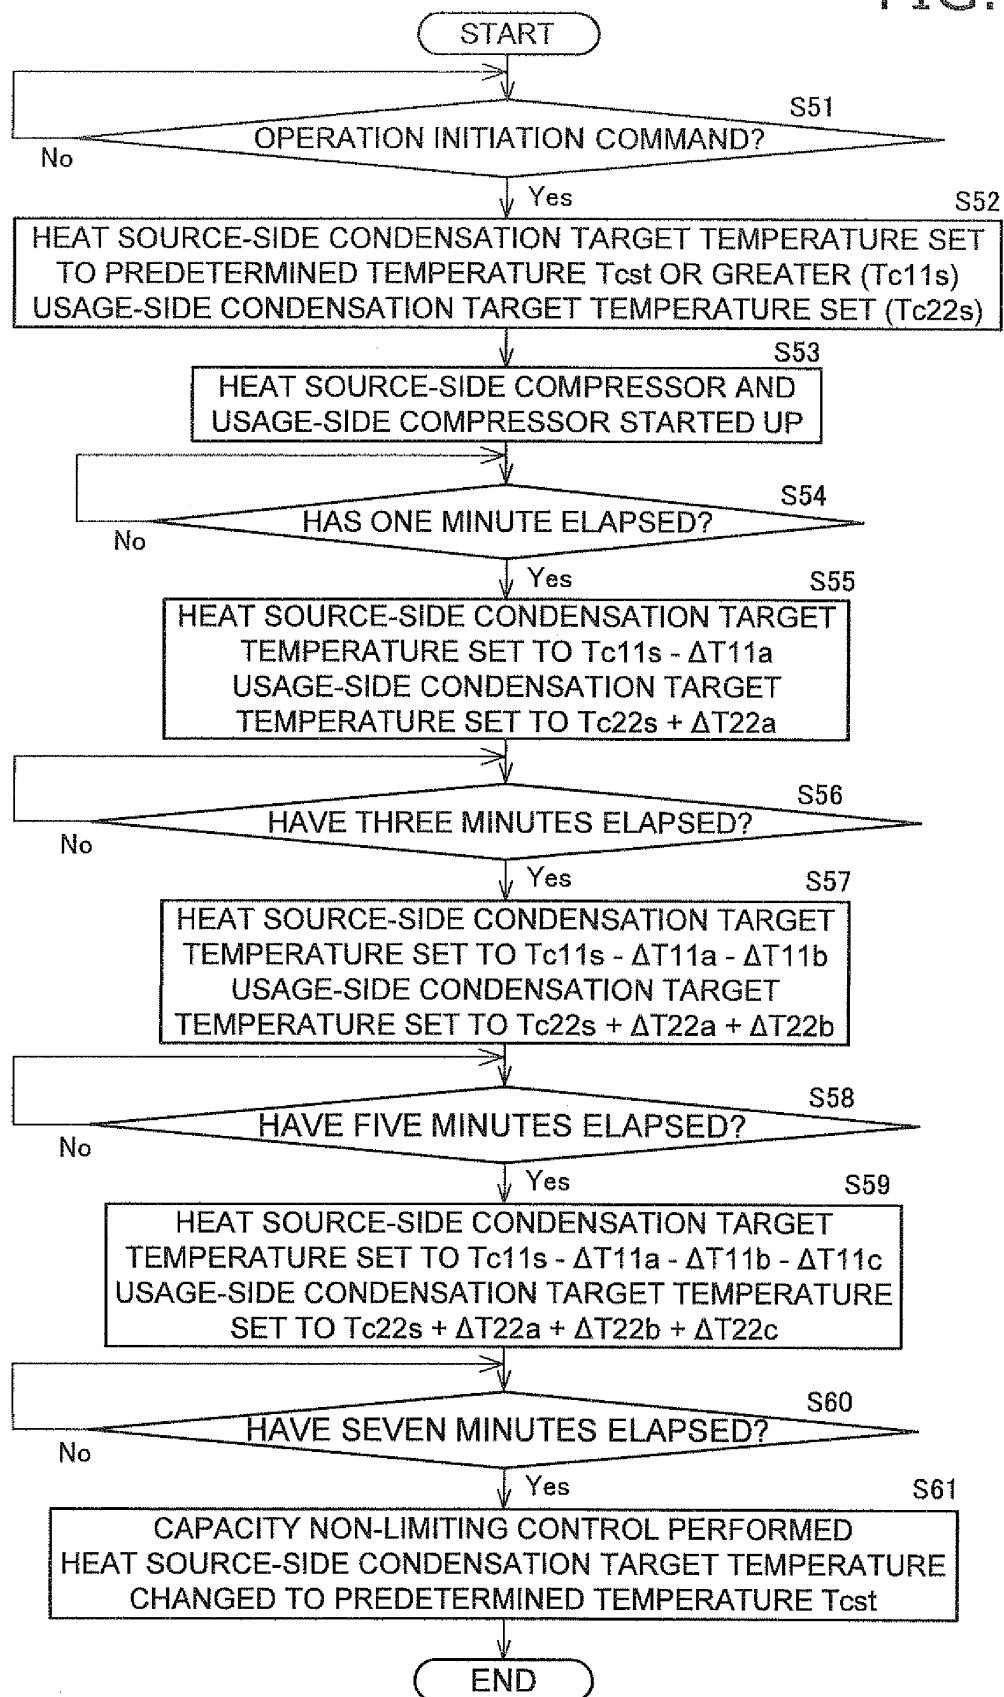 FIG.
START
S51
OPERATION INITIATION COMMAND?
No
Yes
S52
HEAT SOURCE-SIDE CONDENSATION TARGET TEMPERATURE SET
TO PREDETERMINED TEMPERATURE Tcst OR GREATER (Tc11s)
USAGE-SIDE CONDENSATION TARGET TEMPERATURE SET (Tc22s)
S53
HEAT SOURCE-SIDE COMPRESSOR AND
USAGE-SIDE COMPRESSOR STARTED UP
S54
HAS ONE MINUTE ELAPSED?
No
Yes
S55
HEAT SOURCE-SIDE CONDENSATION TARGET
TEMPERATURE SET TO Tc11s - ΔT11a
USAGE-SIDE CONDENSATION TARGET
TEMPERATURE SET TO Tc22s + ΔT22a
S56
HAVE THREE MINUTES ELAPSED?
No
Yes
S57
HEAT SOURCE-SIDE CONDENSATION TARGET
TEMPERATURE SET TO Tc11s - ΔT11a - ΔT11b
USAGE-SIDE CONDENSATION TARGET
TEMPERATURE SET TO Tc22s + ΔT22a + ΔT22b
S58
HAVE FIVE MINUTES ELAPSED?
No
Yes
S59
HEAT SOURCE-SIDE CONDENSATION TARGET
TEMPERATURE SET TO Tc11s - ΔT11a - ΔT11b - ΔT11c
USAGE-SIDE CONDENSATION TARGET TEMPERATURE
SET TO Tc22s + ΔT22a + ΔT22b + ΔT22c
S60
HAVE SEVEN MINUTES ELAPSED?
No
Yes
S61
CAPACITY NON-LIMITING CONTROL PERFORMED
HEAT SOURCE-SIDE CONDENSATION TARGET TEMPERATURE
CHANGED TO PREDETERMINED TEMPERATURE Tcst
END